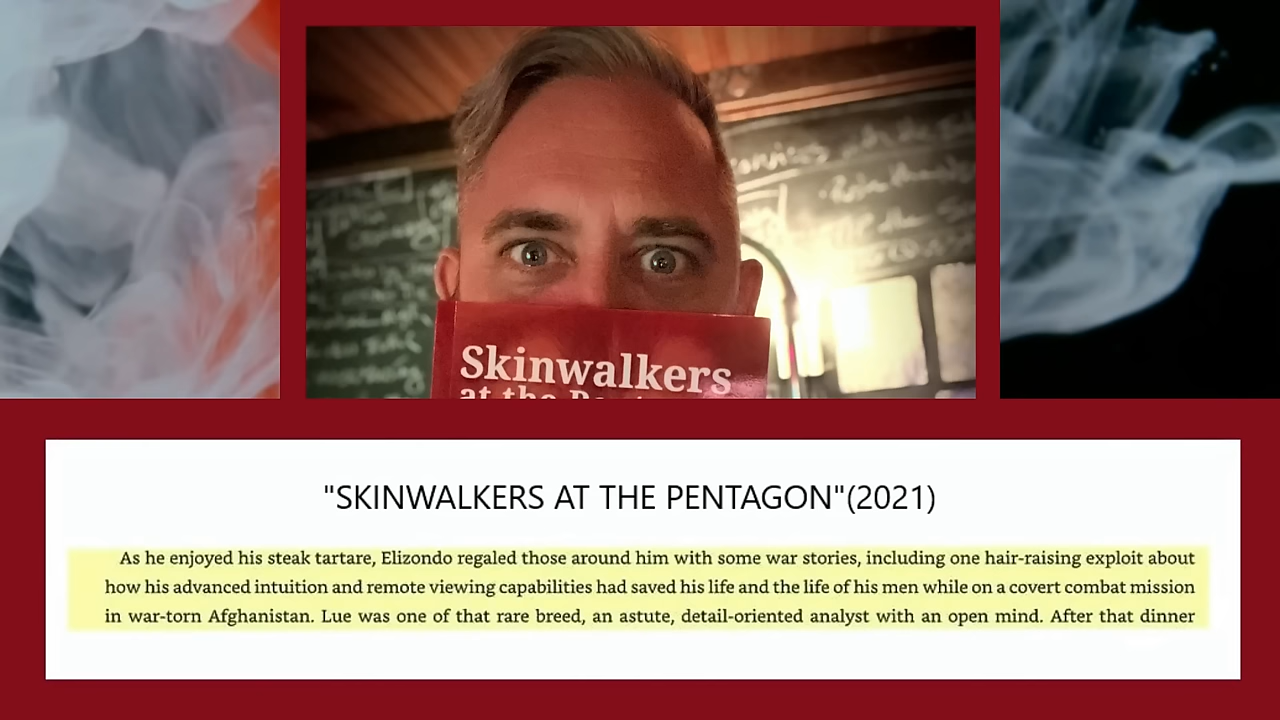 Skinwalkers
at the
"SKINWALKERS AT THE PENTAGON"(2021)
As he enjoyed his steak tartare, Elizondo regaled those around him with some war stories, including one hair-raising exploit about
how his advanced intuition and remote viewing capabilities had saved his life and the life of his men while on a covert combat mission
in war-torn Afghanistan. Lue was one of that rare breed, an astute, detail-oriented analyst with an open mind. After that dinner